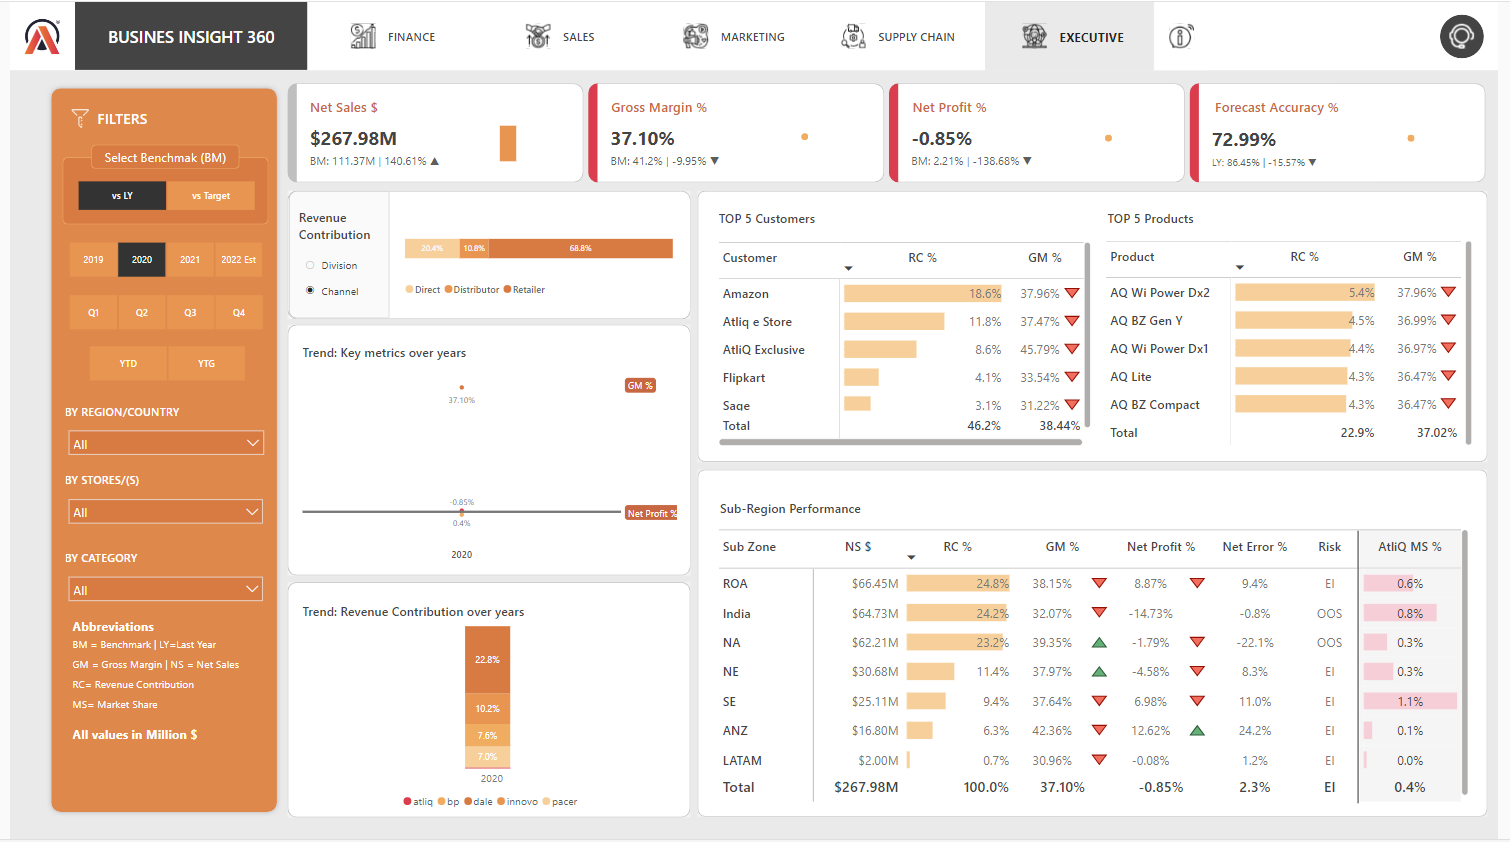 BUSINES INSIGHT 360
FINANCE
SALES
MARKETING
SUPPLY CHAIN
EXECUTIVE
FILTERS
Select Benchmak (BM)
vs LY
vs Target
2019
2020
2021
2022 Est
Q1
Q2
Q3
Q4
YTD
YTG
BY REGION/COUNTRY
All
BY STORES/(S)
All
BY CATEGORY
All
Abbreviations
BM = Benchmark | LY=Last Year
GM = Gross Margin | NS = Net Sales
RC= Revenue Contribution
MS= Market Share
All values in Million $
Net Sales $
$267.98M
BM: 111.37M | 140.61% ▲
Gross Margin %
37.10%
BM: 41.2% | -9.95% ▼
Net Profit %
-0.85%
BM: 2.21% | -138.68% ▼
Forecast Accuracy %
72.99%
LY: 86.45% | -15.57% ▼
Revenue
Contribution
Division
Channel
20.4% 10.8% 68.8%
Direct Distributor Retailer
Trend: Key metrics over years
GM %
37.10%
-0.85%
Net Profit %
0.4%
2020
Trend: Revenue Contribution over years
22.8%
10.2%
7.6%
7.0%
2020
atliq bp dale innovo pacer
TOP 5 Customers
Customer RC % GM %
Amazon 18.6% 37.96%
Atliq e Store 11.8% 37.47%
AtliQ Exclusive 8.6% 45.79%
Flipkart 4.1% 33.54%
Sage 3.1% 31.22%
Total 46.2% 38.44%
TOP 5 Products
Product RC % GM %
AQ Wi Power Dx2 5.4% 37.96%
AQ BZ Gen Y 4.5% 36.99%
AQ Wi Power Dx1 4.4% 36.97%
AQ Lite 4.3% 36.47%
AQ BZ Compact 4.3% 36.47%
Total 22.9% 37.02%
Sub-Region Performance
Sub Zone NS $ RC % GM % Net Profit % Net Error % Risk AtliQ MS %
ROA $66.45M 24.8% 38.15% 8.87% 9.4% EI 0.6%
India $64.73M 24.2% 32.07% -14.73% -0.8% OOS 0.8%
NA $62.21M 23.2% 39.35% -1.79% -22.1% OOS 0.3%
NE $30.68M 11.4% 37.97% -4.58% 8.3% EI 0.3%
SE $25.11M 9.4% 37.64% 6.98% 11.0% EI 1.1%
ANZ $16.80M 6.3% 42.36% 12.62% 24.2% EI 0.1%
LATAM $2.00M 0.7% 30.96% -0.08% 1.2% EI 0.0%
Total $267.98M 100.0% 37.10% -0.85% 2.3% EI 0.4%